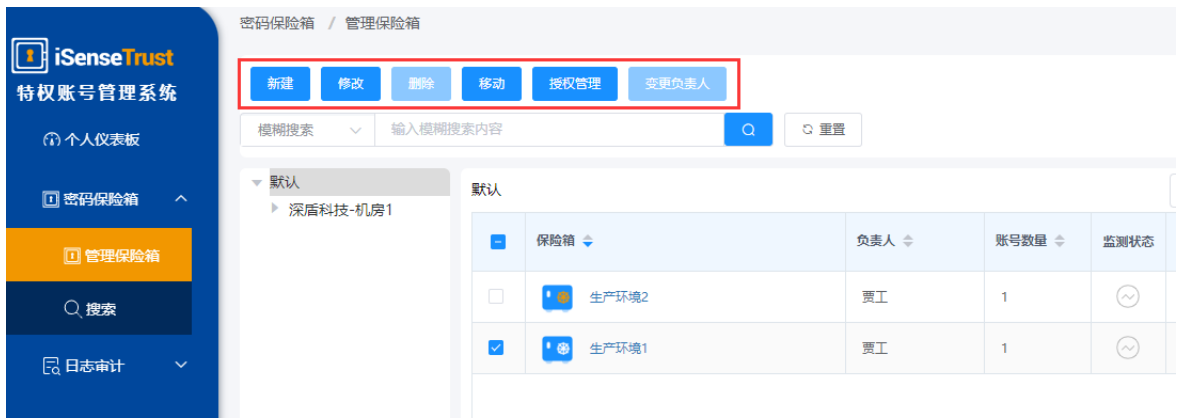 密码保险箱 / 管理保险箱
iSenseTrust
特权账号管理系统
新建 修改 删除 移动 授权管理 变更负责人
个人仪表板
模糊搜索 输入模糊搜索内容 重置
密码保险箱
默认
深盾科技-机房1
默认
管理保险箱
保险箱 负责人 账号数量 监测状态
搜索
生产环境2 贾工 1
日志审计
生产环境1 贾工 1